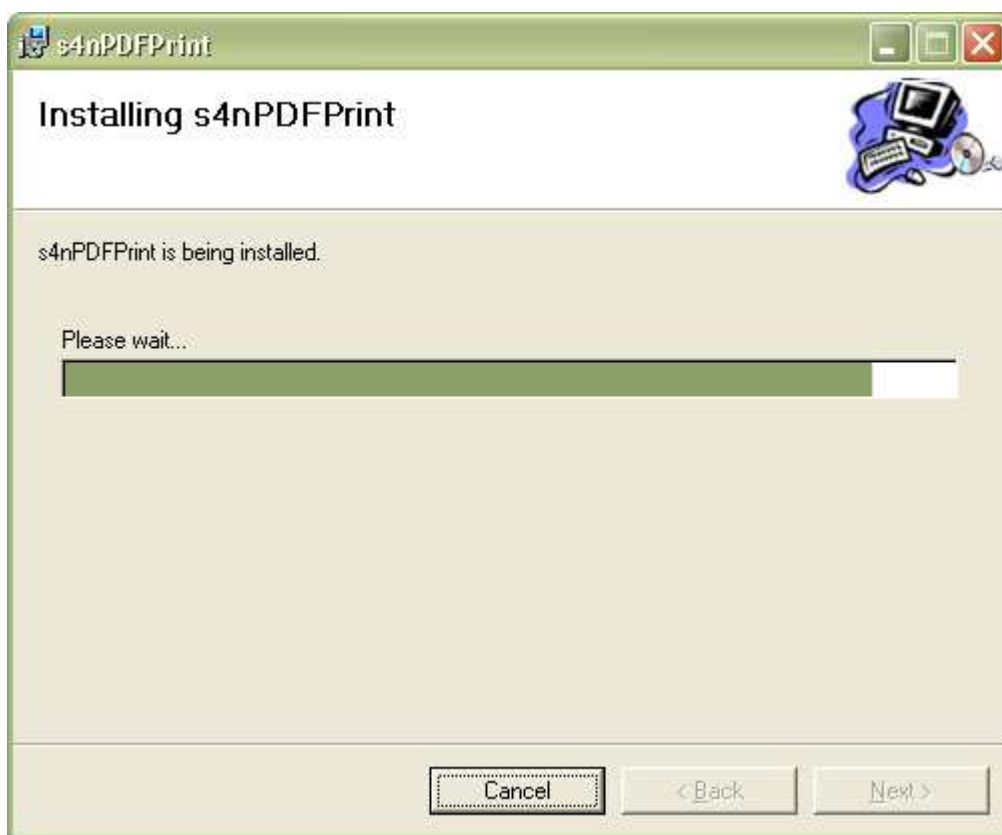 s4nPDFPrint
Installing s4nPDFPrint
s4nPDFPrint is being installed.
Please wait...
Cancel
< Back
Next >